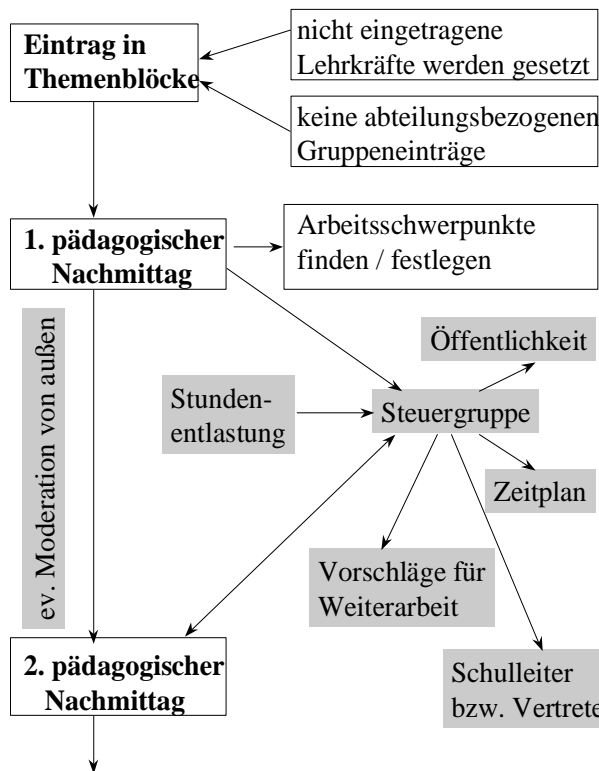 Eintrag in
Themenblöcke
nicht eingetragene
Lehrkräfte werden gesetzt
keine abteilungsbezogenen
Gruppeneinträge
1. pädagogischer
Nachmittag
Arbeitsschwerpunkte
finden / festlegen
ev. Moderation von außen
Öffentlichkeit
Stunden-
entlastung
Steuergruppe
Zeitplan
Vorschläge für
Weiterarbeit
2. pädagogischer
Nachmittag
Schulleiter
bzw. Vertrete